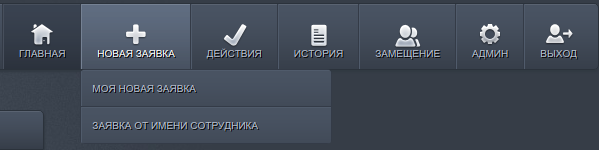 ГЛАВНАЯ НОВАЯ ЗАЯВКА ДЕЙСТВИЯ ИСТОРИЯ ЗАМЕЩЕНИЕ АДМИН ВЫХОД
МОЯ НОВАЯ ЗАЯВКА
ЗАЯВКА ОТ ИМЕНИ СОТРУДНИКА